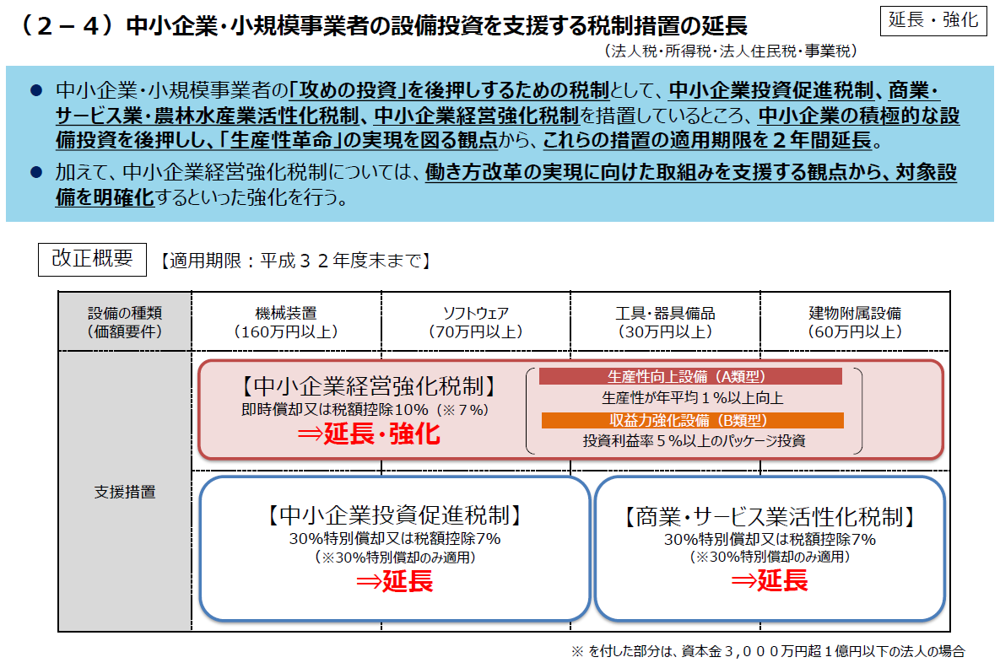 （２－４）中小企業・小規模事業者の設備投資を支援する税制措置の延長
延長・強化
（法人税・所得税・法人住民税・事業税）
● 中小企業・小規模事業者の「攻めの投資」を後押しするための税制として、中小企業投資促進税制、商業・
サービス業・農林水産業活性化税制、中小企業経営強化税制を措置しているところ、中小企業の積極的な設
備投資を後押しし、「生産性革命」の実現を図る観点から、これらの措置の適用期限を２年間延長。
● 加えて、中小企業経営強化税制については、働き方改革の実現に向けた取組みを支援する観点から、対象設
備を明確化するといった強化を行う。
改正概要 【適用期限：平成３２年度末まで】
設備の種類
（価額要件）
機械装置
（160万円以上）
ソフトウェア
（70万円以上）
工具・器具備品
（30万円以上）
建物附属設備
（60万円以上）
支援措置
【中小企業経営強化税制】
即時償却又は税額控除10%（※７%）
⇒延長・強化
生産性向上設備（A類型）
生産性が年平均１%以上向上
収益力強化設備（B類型）
投資利益率５%以上のパッケージ投資
【中小企業投資促進税制】
30%特別償却又は税額控除7%
（※30%特別償却のみ適用）
⇒延長
【商業・サービス業活性化税制】
30%特別償却又は税額控除7%
（※30%特別償却のみ適用）
⇒延長
※ を付した部分は、資本金３,０００万円超１億円以下の法人の場合